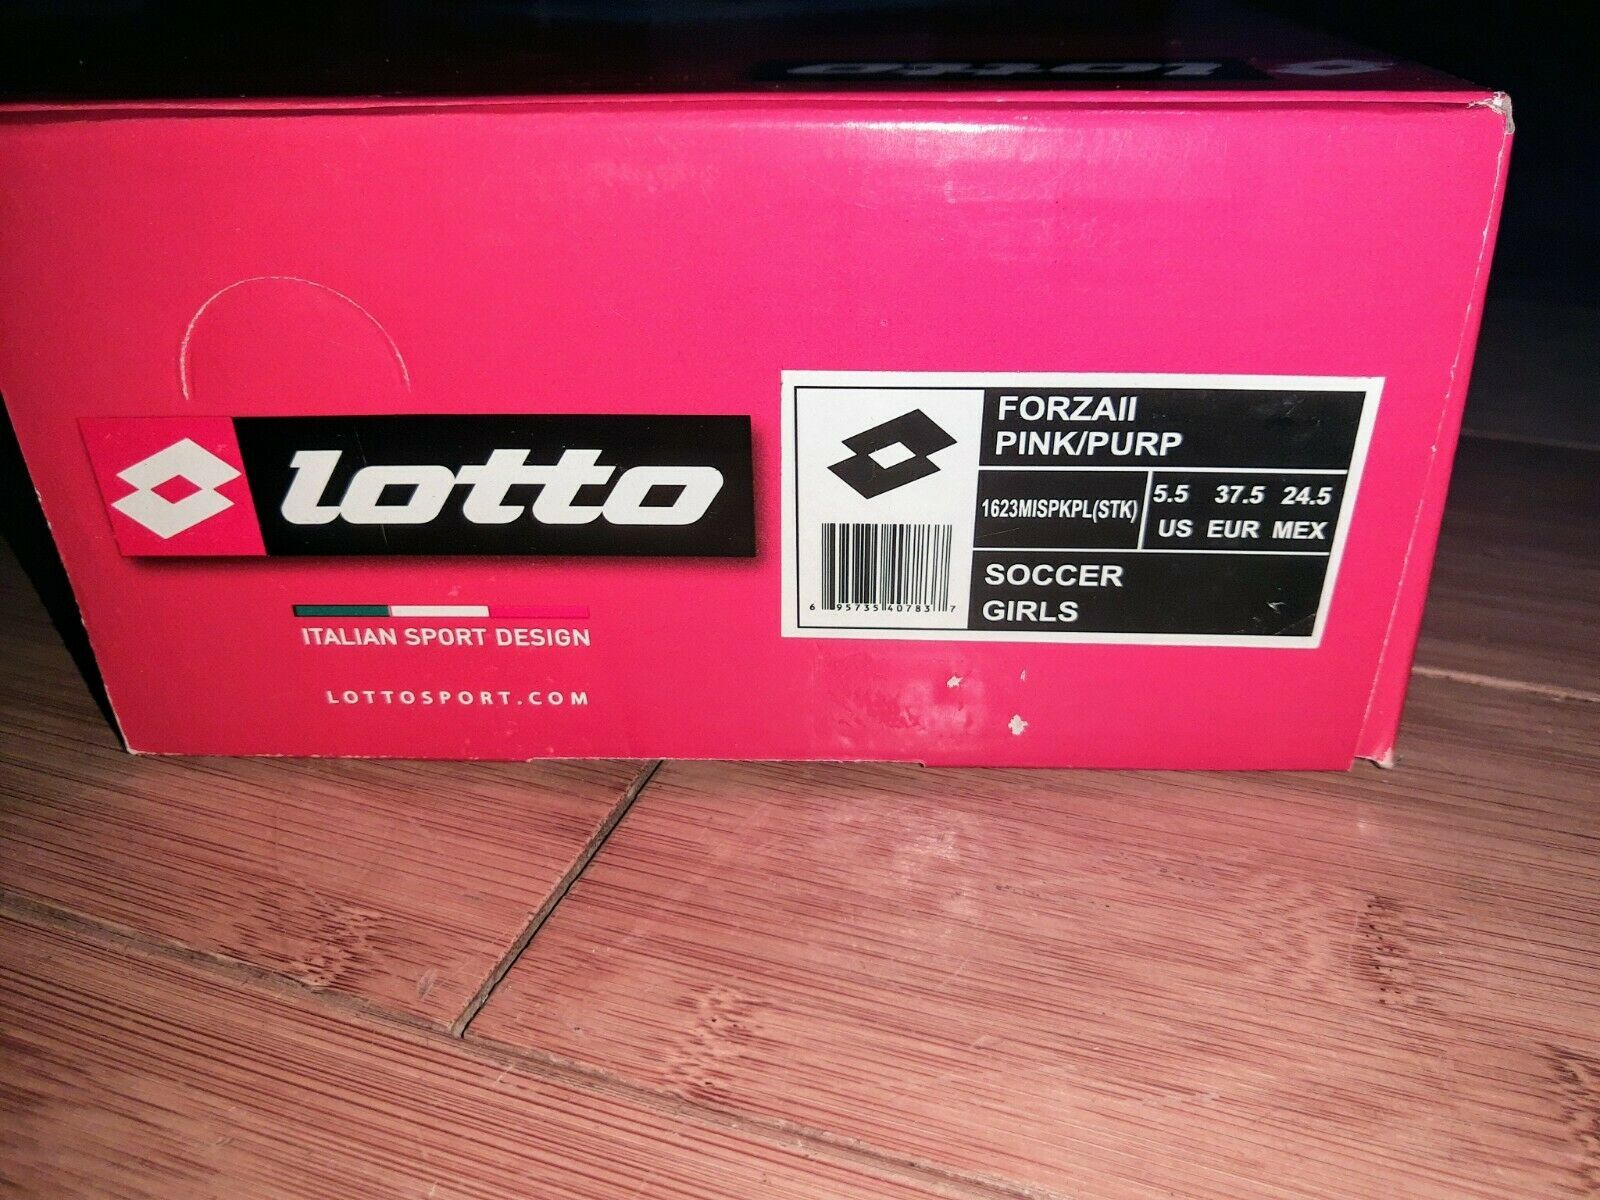 lotto
lotto
ITALIAN SPORT DESIGN
LOTTOSPORT.COM
FORZAII
PINK/PURP
1623MISPKPL(STK)
5.5 37.5 24.5
US EUR MEX
6 95735 40783 7
SOCCER
GIRLS